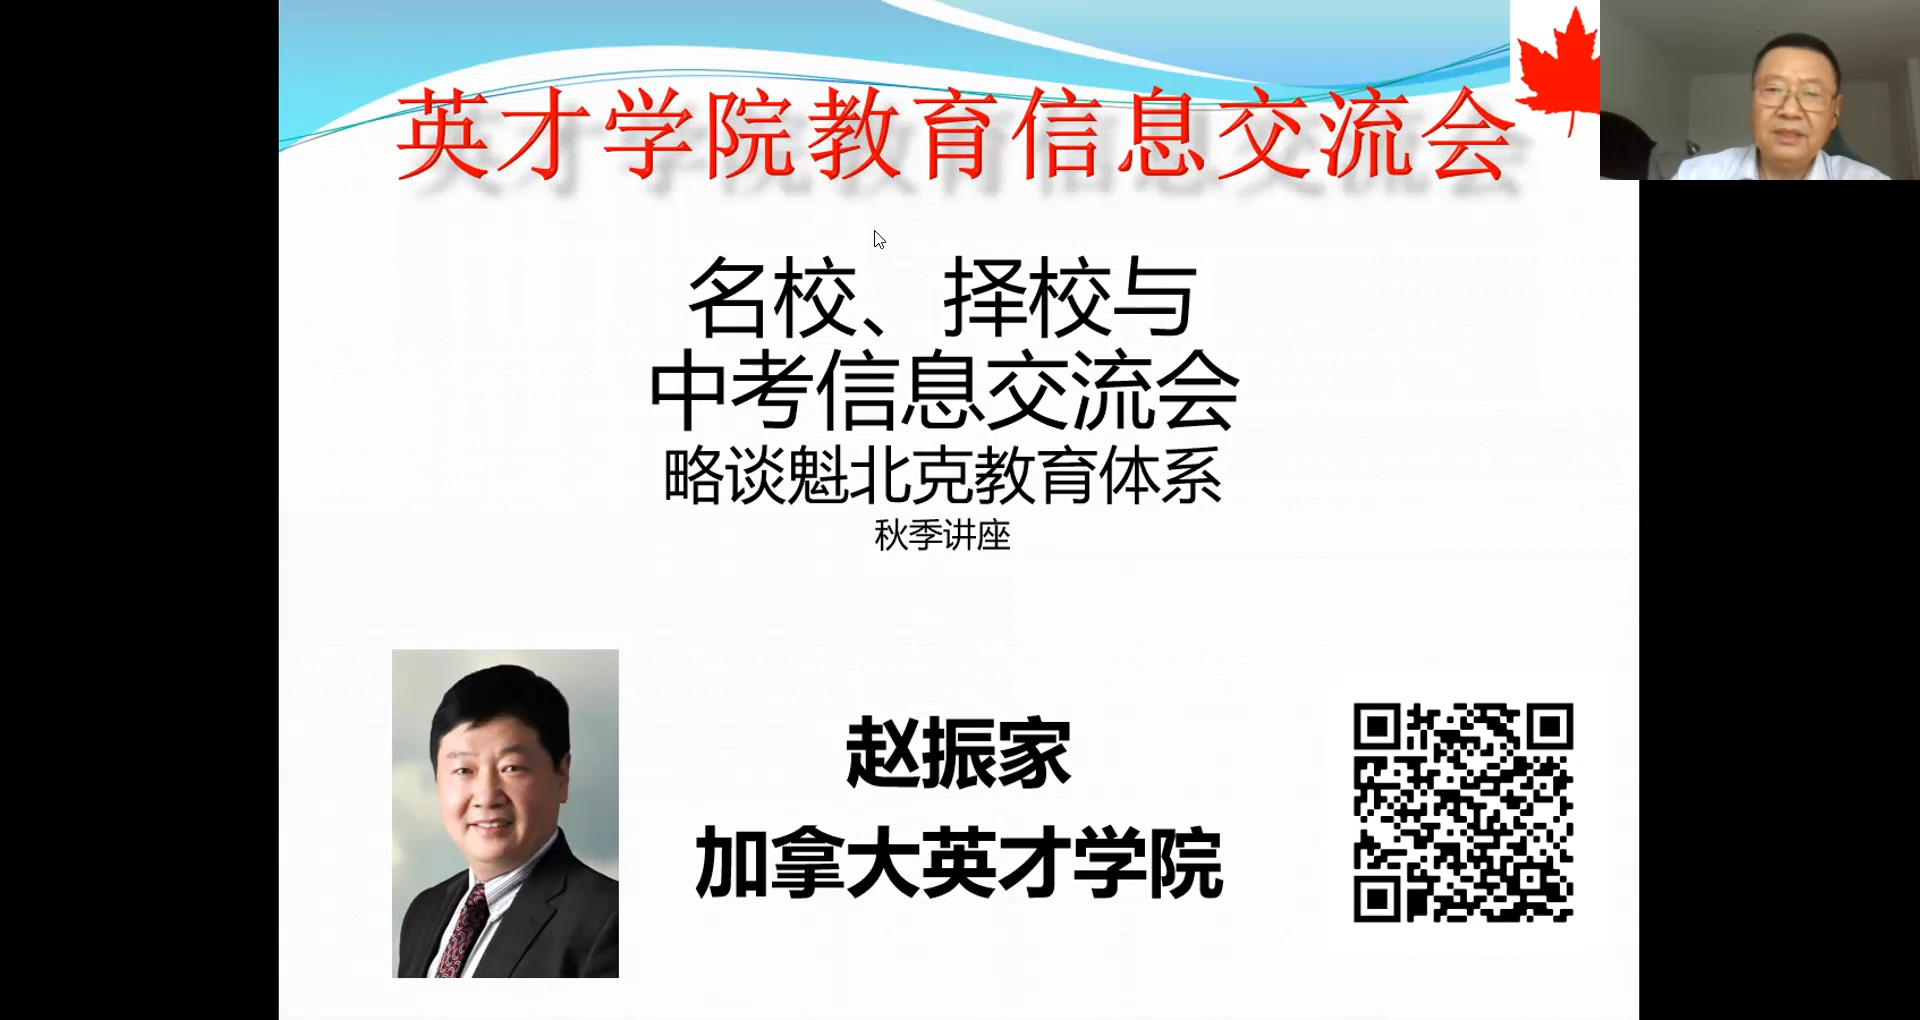 英才学院教育信息交流会
名校、择校与
中考信息交流会
略谈魁北克教育体系
秋季讲座
赵振家
加拿大英才学院